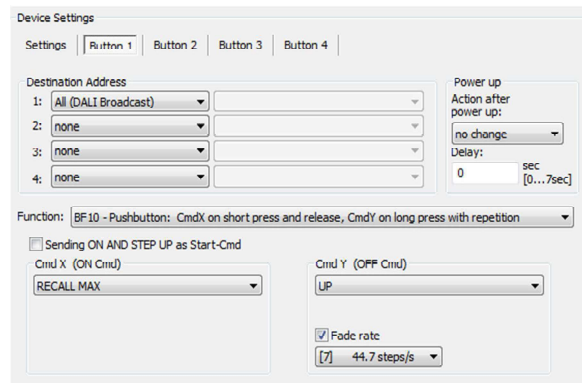 Device Settings
Settings Button 1 Button 2 Button 3 Button 4
Destination Address
1: All (DALI Broadcast)
2: none
3: none
4: none
Power up
Action after
power up:
no change
Delay:
0 sec
[0...7sec]
Function: BF10 - Pushbutton: CmdX on short press and release, CmdY on long press with repetition
Sending ON AND STEP UP as Start-Cmd
Cmd X (ON Cmd)
RECALL MAX
Cmd Y (OFF Cmd)
UP
Fade rate
[7] 44.7 steps/s